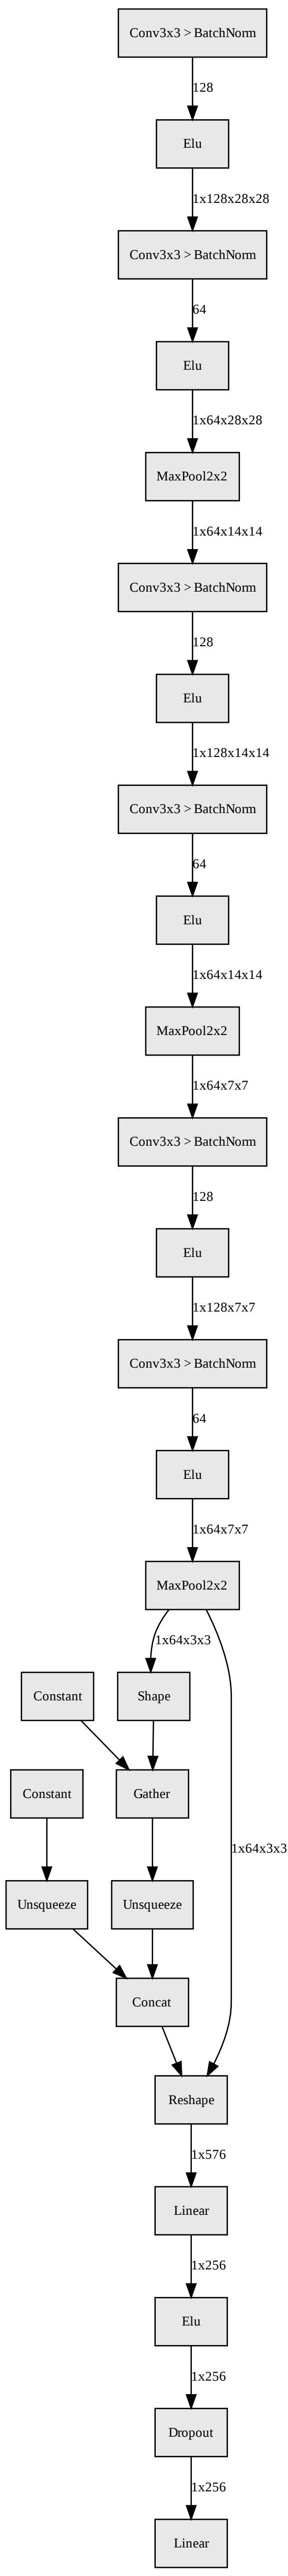 Conv3x3 > BatchNorm
128
Elu
1x128x28x28
Conv3x3 > BatchNorm
64
Elu
1x64x28x28
MaxPool2x2
1x64x14x14
Conv3x3 > BatchNorm
128
Elu
1x128x14x14
Conv3x3 > BatchNorm
64
Elu
1x64x14x14
MaxPool2x2
1x64x7x7
Conv3x3 > BatchNorm
128
Elu
1x128x7x7
Conv3x3 > BatchNorm
64
Elu
1x64x7x7
MaxPool2x2
1x64x3x3
Constant
Shape
Constant
Gather
1x64x3x3
Unsqueeze
Unsqueeze
Concat
Reshape
1x576
Linear
1x256
Elu
1x256
Dropout
1x256
Linear